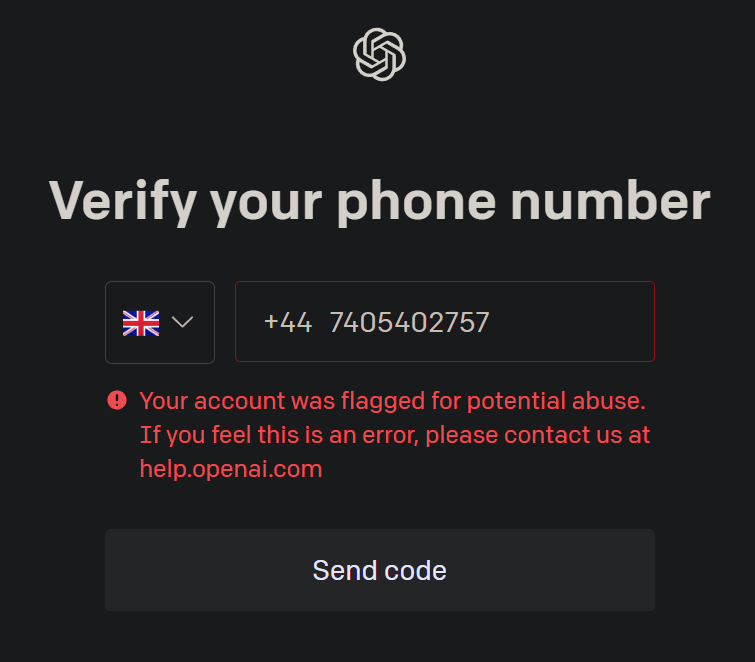 Verify your phone number
+44 7405402757
Your account was flagged for potential abuse.
If you feel this is an error, please contact us at
help.openai.com
Send code